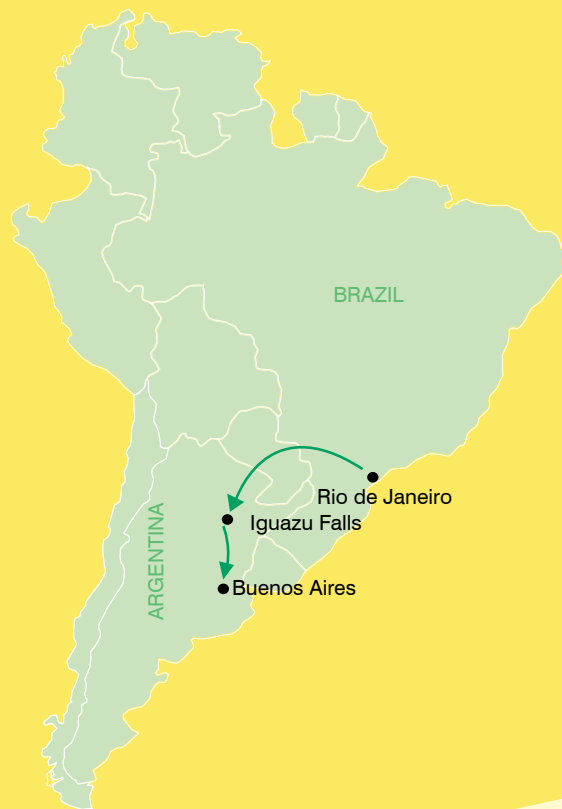 BRAZIL
Rio de Janeiro
Iguazu Falls
ARGENTINA
Buenos Aires